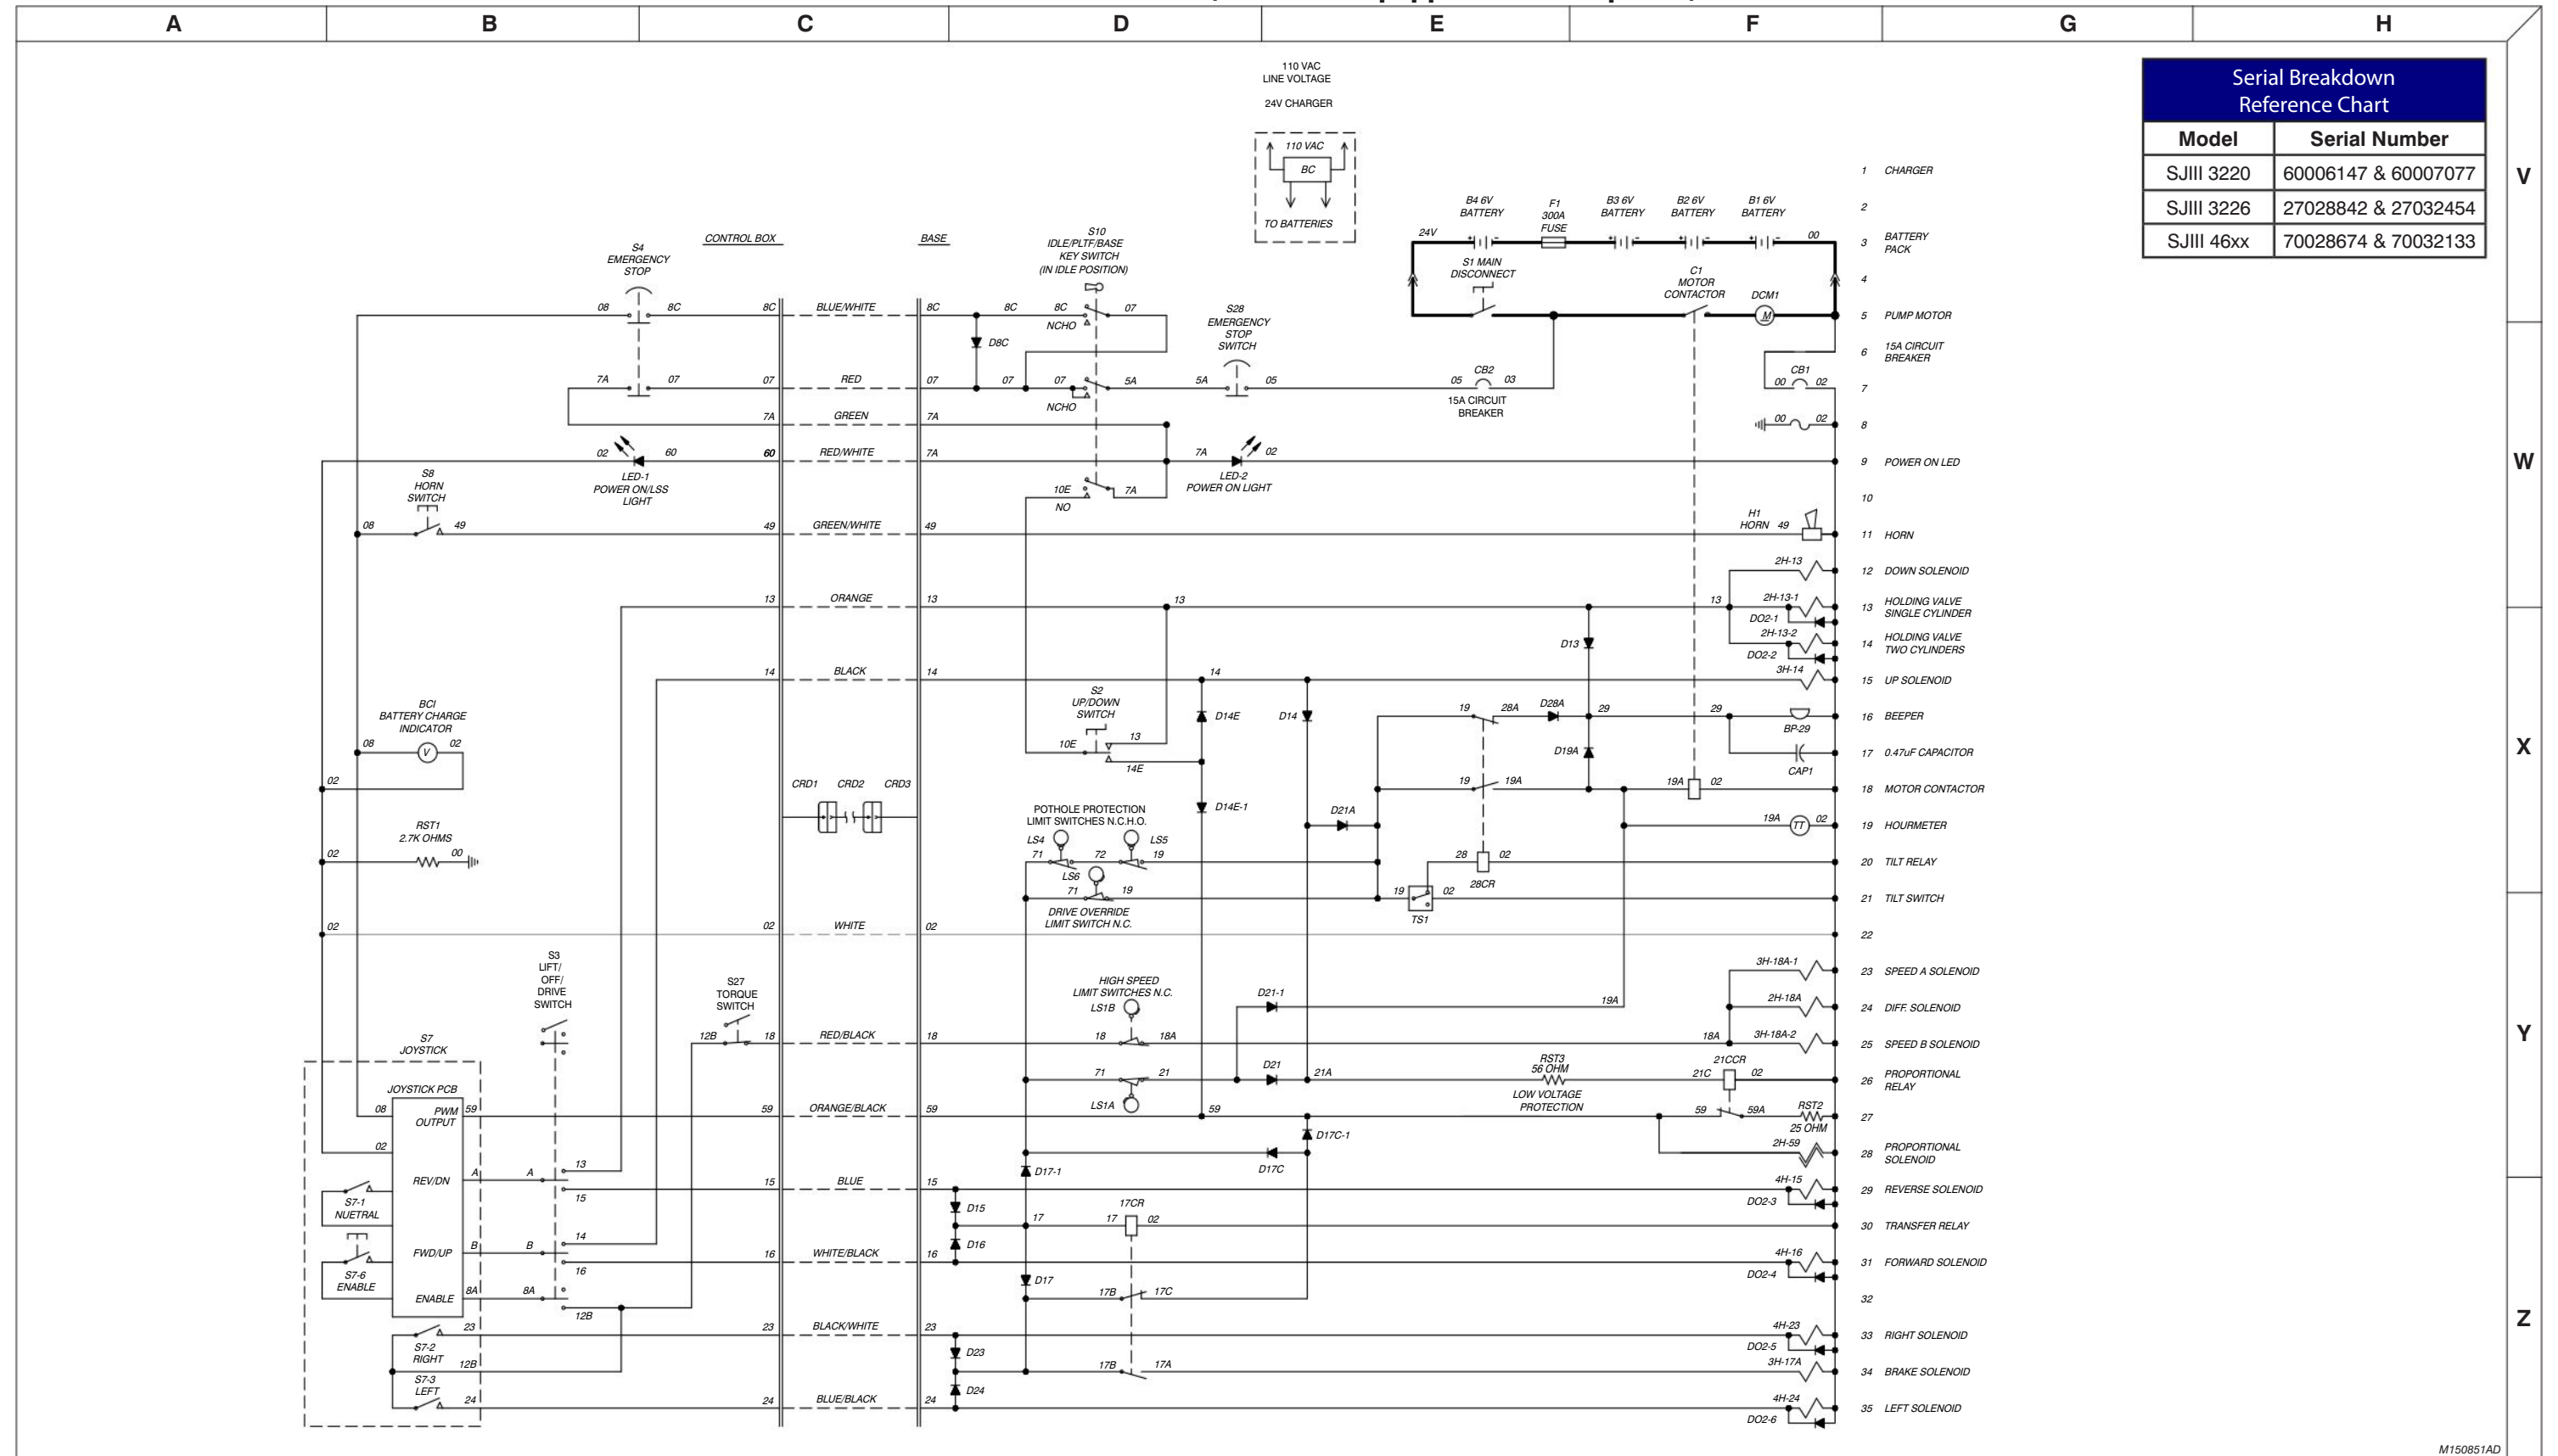 A B C D E F G H
Serial Breakdown
Reference Chart
Model Serial Number
SJIII 3220 60006147 & 60007077
SJIII 3226 27028842 & 27032454
SJIII 46xx 70028674 & 70032133
V
W
X
Y
Z
110 VAC
LINE VOLTAGE
24V CHARGER
110 VAC
BC
TO BATTERIES
B4 6V
BATTERY
F1
300A
FUSE
B3 6V
BATTERY
B2 6V
BATTERY
B1 6V
BATTERY
24V
00
S1 MAIN
DISCONNECT
C1
MOTOR
CONTACTOR
DCM1
M
1 CHARGER
2
3 BATTERY
PACK
4
5 PUMP MOTOR
6 15A CIRCUIT
BREAKER
7
8
9 POWER ON LED
10
11 HORN
12 DOWN SOLENOID
13 HOLDING VALVE
SINGLE CYLINDER
14 HOLDING VALVE
TWO CYLINDERS
15 UP SOLENOID
16 BEEPER
17 0.47uF CAPACITOR
18 MOTOR CONTACTOR
19 HOURMETER
20 TILT RELAY
21 TILT SWITCH
22
23 SPEED A SOLENOID
24 DIFF. SOLENOID
25 SPEED B SOLENOID
26 PROPORTIONAL
RELAY
27
28 PROPORTIONAL
SOLENOID
29 REVERSE SOLENOID
30 TRANSFER RELAY
31 FORWARD SOLENOID
32
33 RIGHT SOLENOID
34 BRAKE SOLENOID
35 LEFT SOLENOID
CONTROL BOX
BASE
S4
EMERGENCY
STOP
S10
IDLE/PLTF/BASE
KEY SWITCH
(IN IDLE POSITION)
08 8C 8C BLUE/WHITE 8C 8C 8C 07
NCHO
D8C
S28
EMERGENCY
STOP
SWITCH
7A 07 07 RED 07 07 07 5A 5A 05 05 CB2 03
NCHO
15A CIRCUIT
BREAKER
CB1
00 02
7A GREEN 7A
00 02
02 60 60 RED/WHITE 7A 7A 02
LED-1
POWER ON/LSS
LIGHT
LED-2
POWER ON LIGHT
10E 7A
NO
S8
HORN
SWITCH
08 49 49 GREEN/WHITE 49
H1
HORN 49
2H-13
13 ORANGE 13 13 13 2H-13-1
DO2-1
D13
2H-13-2
DO2-2
14 BLACK 14 14 3H-14
S2
UP/DOWN
SWITCH
10E 13
14E
D14E
D14
19 28A D28A 29 29
BP-29
D19A
CAP1
BCI
BATTERY CHARGE
INDICATOR
08 V 02
02
CRD1 CRD2 CRD3
D14E-1
19 19A 19A 02
D21A
19A TT 02
RST1
2.7K OHMS
02 00
POTHOLE PROTECTION
LIMIT SWITCHES N.C.H.O.
LS4 LS5
71 72 19
LS6
71 19
DRIVE OVERRIDE
LIMIT SWITCH N.C.
28 02
28CR
19 02
TS1
02 02 WHITE 02
S3
LIFT/
OFF/
DRIVE
SWITCH
S27
TORQUE
SWITCH
HIGH SPEED
LIMIT SWITCHES N.C.
LS1B
D21-1
19A
3H-18A-1
2H-18A
12B 18 RED/BLACK 18 18 18A 18A 3H-18A-2
S7
JOYSTICK
JOYSTICK PCB
71 21 D21 21A
LS1A
RST3
56 OHM
LOW VOLTAGE
PROTECTION
21CCR
21C 02
08 PWM
OUTPUT
59 59 ORANGE/BLACK 59 59 59 59A RST2
25 OHM
02
D17C-1
D17C
2H-59
D17-1
REV/DN A A 13
15
15 BLUE 15 4H-15
DO2-3
S7-1
NUETRAL
D15
17 17 17CR 02
D16
FWD/UP B B 14
16
16 WHITE/BLACK 16 4H-16
DO2-4
S7-6
ENABLE
D17
ENABLE 8A 8A
12B
17B 17C
23 23 BLACK/WHITE 23 4H-23
DO2-5
S7-2
RIGHT
D23
12B 17B 17A 3H-17A
S7-3
LEFT
D24
24 24 BLUE/BLACK 24 4H-24
DO2-6
M150851AD